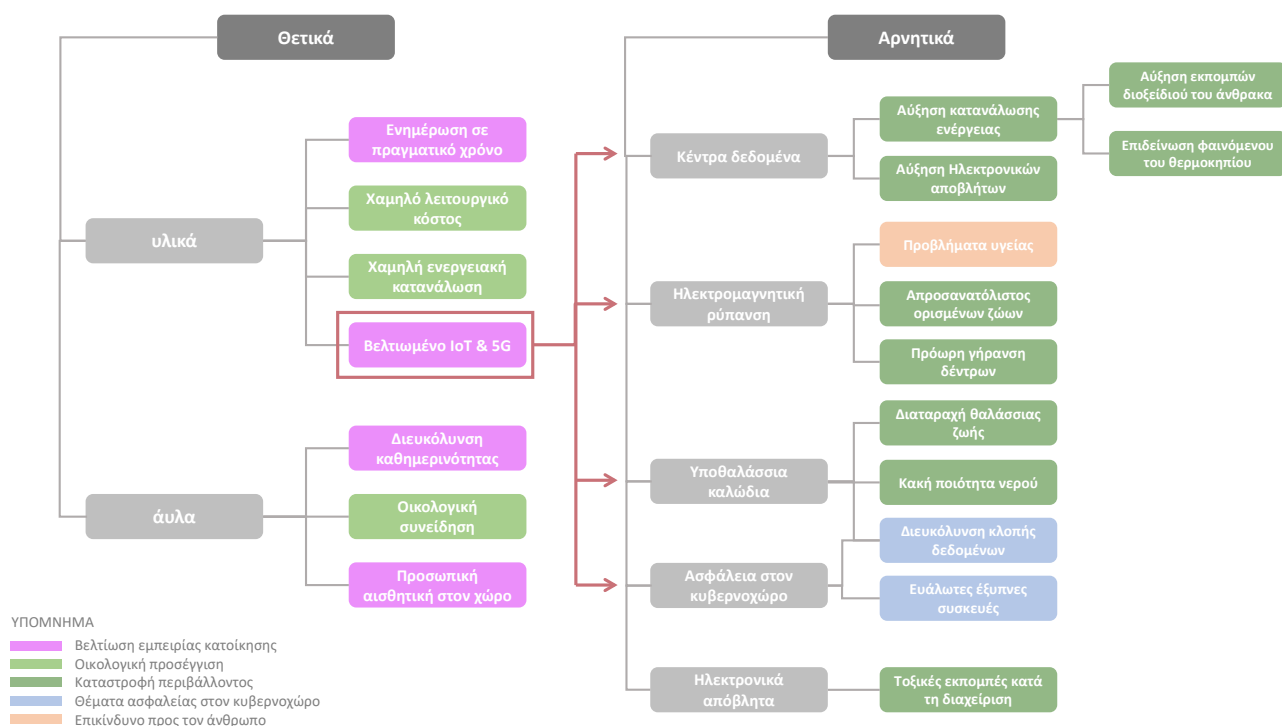 Θετικά
υλικά
Ενημέρωση σε
πραγματικό χρόνο
Χαμηλό λειτουργικό
κόστος
Χαμηλή ενεργειακή
κατανάλωση
Βελτιωμένο IoT & 5G
άυλα
Διευκόλυνση
καθημερινότητας
Οικολογική
συνείδηση
Προσωπική
αισθητική στον χώρο
Αρνητικά
Κέντρα δεδομένα
Αύξηση κατανάλωσης
ενέργειας
Αύξηση εκπομπών
διοξειδιού του άνθρακα
Επιδείνωση φαινόμενου
του θερμοκηπίου
Αύξηση Ηλεκτρονικών
αποβλήτων
Ηλεκτρομαγνητική
ρύπανση
Προβλήματα υγείας
Απροσανατόλιστος
ορισμένων ζώων
Πρόωρη γήρανση
δέντρων
Υποθαλάσσια
καλώδια
Διαταραχή θαλάσσιας
ζωής
Κακή ποιότητα νερού
Διευκόλυνση κλοπής
δεδομένων
Ασφάλεια στον
κυβερνοχώρο
Ευάλωτες έξυπνες
συσκευές
Ηλεκτρονικά
απόβλητα
Τοξικές εκπομπές κατά
τη διαχείριση
ΥΠΟΜΝΗΜΑ
Βελτίωση εμπειρίας κατοίκησης
Οικολογική προσέγγιση
Καταστροφή περιβάλλοντος
Θέματα ασφαλείας στον κυβερνοχώρο
Επικίνδυνο προς τον άνθρωπο